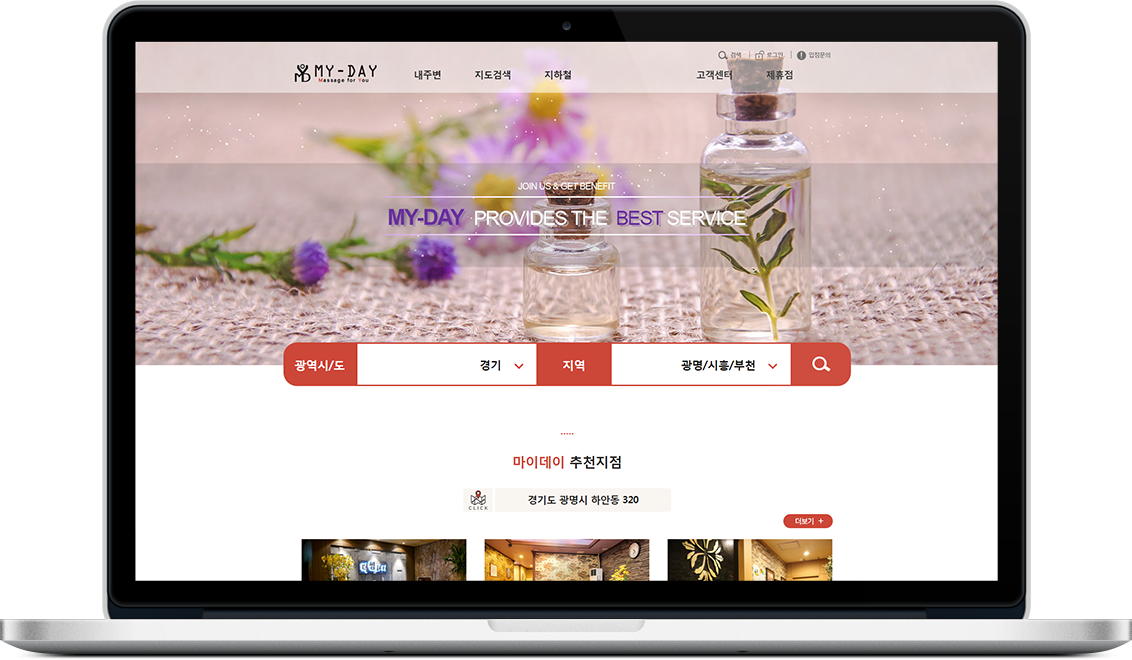 검색 로그인 입점문의
MY-DAY
Massage for You
내주변 지도검색 지하철 고객센터 제휴점
JOIN US & GET BENEFIT
MY-DAY PROVIDES THE BEST SERVICE
광역시/도 경기 지역 광명/시흥/부천
마이데이 추천지점
CLICK
경기도 광명시 하안동 320
더보기 +